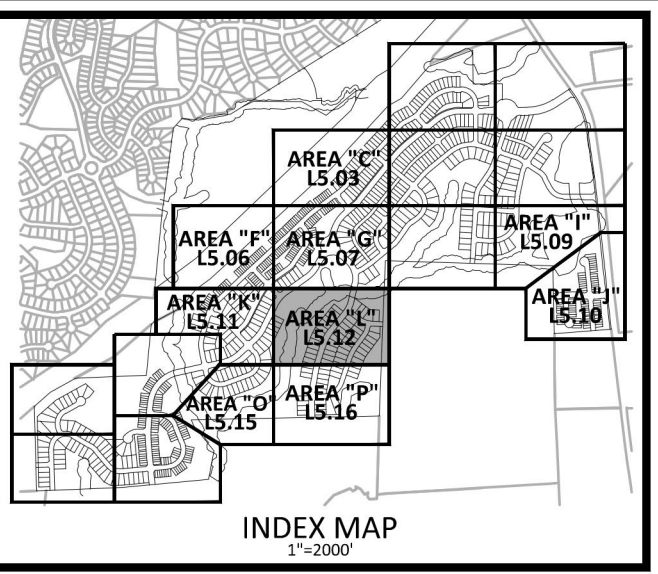 AREA "C"
L5.03
AREA "F"
L5.06
AREA "G"
L5.07
AREA "I"
L5.09
AREA "K"
L5.11
AREA "L"
L5.12
AREA "J"
L5.10
AREA "O"
L5.15
AREA "P"
L5.16
INDEX MAP
1"=2000'